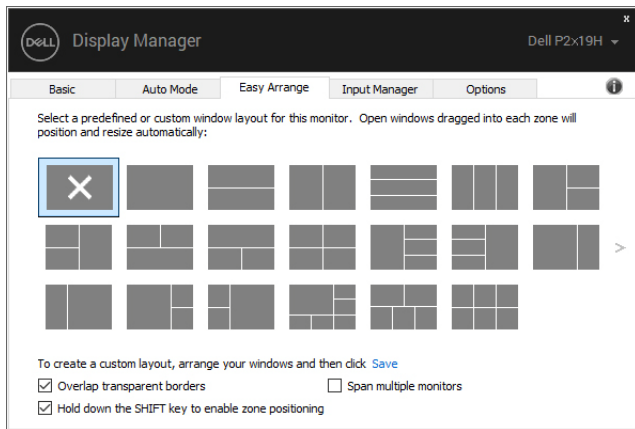 x
DELL Display Manager
Dell P2x19H
Basic Auto Mode Easy Arrange Input Manager Options
Select a predefined or custom window layout for this monitor. Open windows dragged into each zone will
position and resize automatically:
To create a custom layout, arrange your windows and then click Save
Overlap transparent borders
Span multiple monitors
Hold down the SHIFT key to enable zone positioning